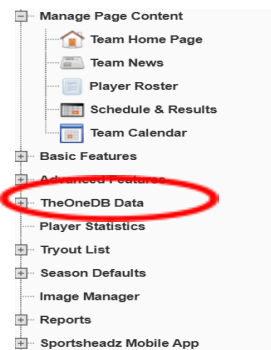 Manage Page Content
Team Home Page
Team News
Player Roster
Schedule & Results
Team Calendar
Basic Features
Advanced Features
TheOneDB Data
Player Statistics
Tryout List
Season Defaults
Image Manager
Reports
Sportsheadz Mobile App